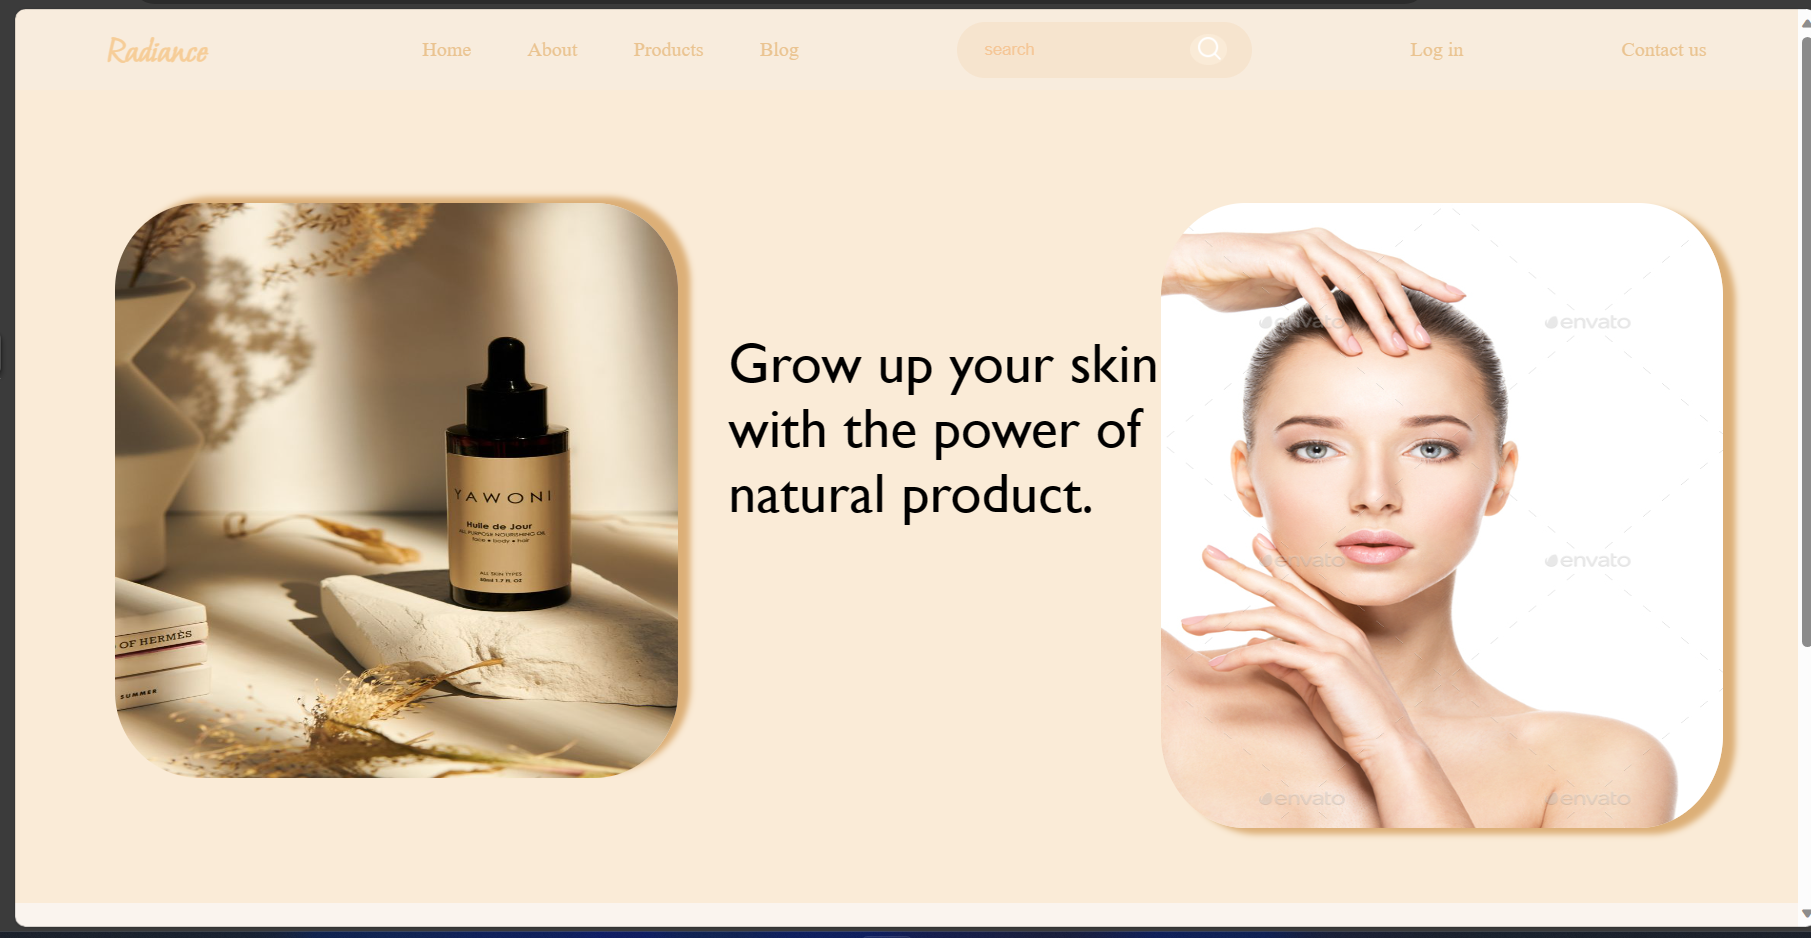 Radiance
Home
About
Products
Blog
search
Log in
Contact us
Grow up your skin
with the power of
natural product.
YAWONI
Huile de Jour
ALL PURPOSE NOURISHING OIL
face • body • hair
ALL SKIN TYPES
50ml 1.7 fl. oz
OF HERMÈS
SUMMER
envato
envato
envato
envato
envato
envato